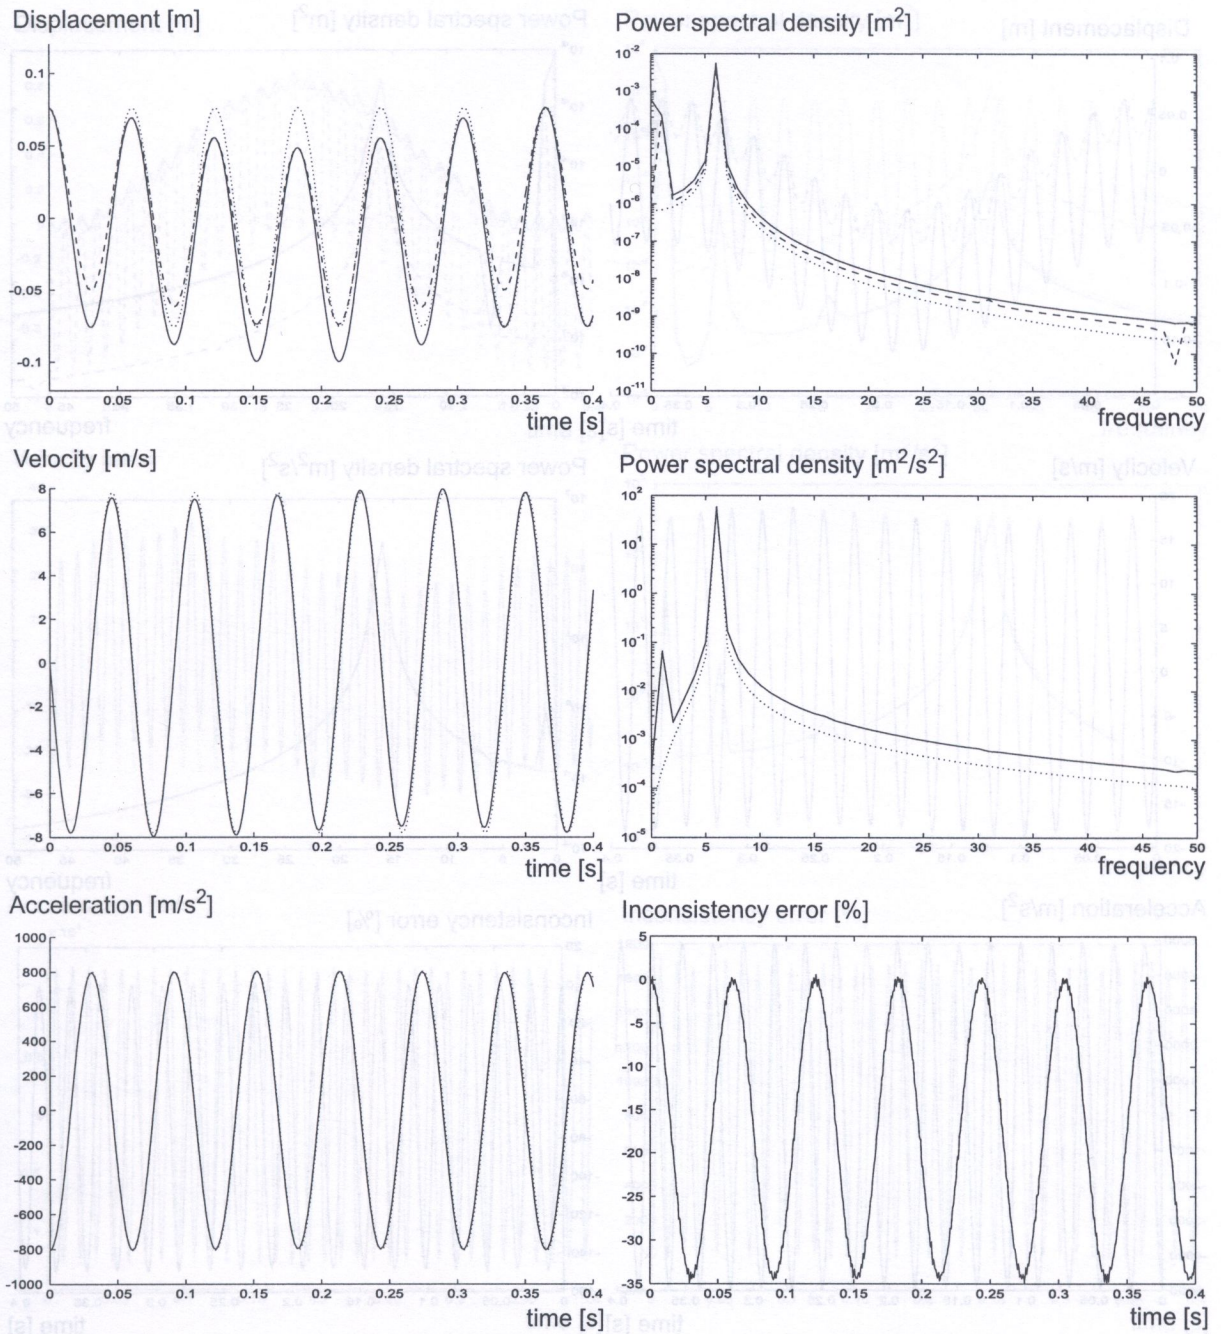 Displacement [m]
0.1
0.05
0
-0.05
-0.1
0 0.05 0.1 0.15 0.2 0.25 0.3 0.35 0.4
time [s]
Power spectral density [m²]
10⁻²
10⁻³
10⁻⁴
10⁻⁵
10⁻⁶
10⁻⁷
10⁻⁸
10⁻⁹
10⁻¹⁰
10⁻¹¹
0 5 10 15 20 25 30 35 40 45 50
frequency
Velocity [m/s]
8
6
4
2
0
-2
-4
-6
-8
0 0.05 0.1 0.15 0.2 0.25 0.3 0.35 0.4
time [s]
Power spectral density [m²/s²]
10²
10¹
10⁰
10⁻¹
10⁻²
10⁻³
10⁻⁴
10⁻⁵
0 5 10 15 20 25 30 35 40 45 50
frequency
Acceleration [m/s²]
1000
800
600
400
200
0
-200
-400
-600
-800
-1000
0 0.05 0.1 0.15 0.2 0.25 0.3 0.35 0.4
time [s]
Inconsistency error [%]
5
0
-5
-10
-15
-20
-25
-30
-35
0 0.05 0.1 0.15 0.2 0.25 0.3 0.35 0.4
time [s]